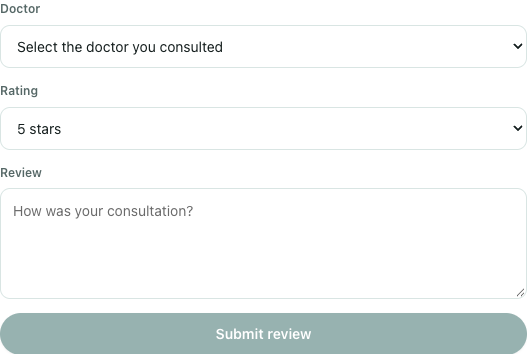 Doctor
Select the doctor you consulted
Rating
5 stars
Review
How was your consultation?
Submit review